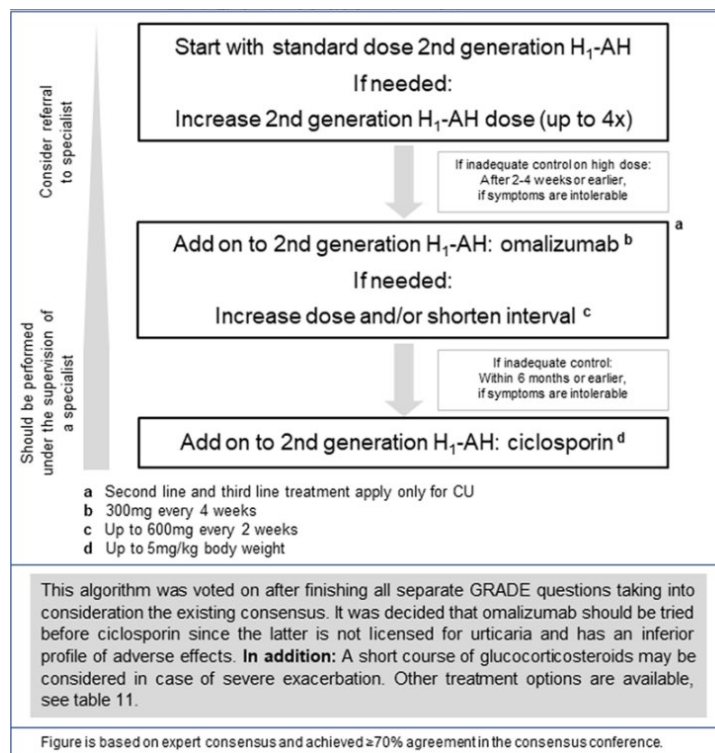 Start with standard dose 2nd generation H₁-AH
If needed:
Increase 2nd generation H₁-AH dose (up to 4x)
Consider referral
to specialist
If inadequate control on high dose:
After 2-4 weeks or earlier,
if symptoms are intolerable
a
Add on to 2nd generation H₁-AH: omalizumab b
If needed:
Increase dose and/or shorten interval c
Should be performed
under the supervision of
a specialist
If inadequate control:
Within 6 months or earlier,
if symptoms are intolerable
Add on to 2nd generation H₁-AH: ciclosporin d
a Second line and third line treatment apply only for CU
b 300mg every 4 weeks
c Up to 600mg every 2 weeks
d Up to 5mg/kg body weight
This algorithm was voted on after finishing all separate GRADE questions taking into
consideration the existing consensus. It was decided that omalizumab should be tried
before ciclosporin since the latter is not licensed for urticaria and has an inferior
profile of adverse effects. In addition: A short course of glucocorticosteroids may be
considered in case of severe exacerbation. Other treatment options are available,
see table 11.
Figure is based on expert consensus and achieved ≥70% agreement in the consensus conference.